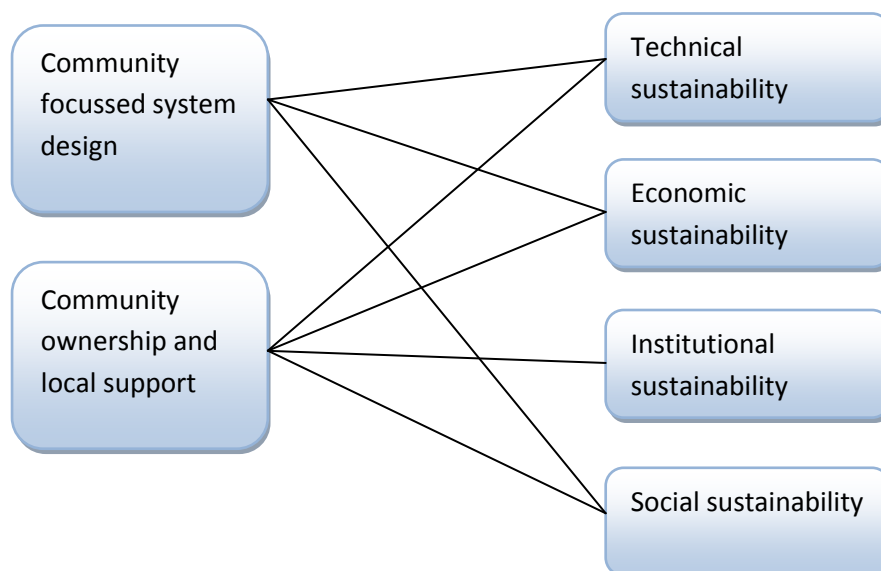 Community
focussed system
design
Community
ownership and
local support
Technical
sustainability
Economic
sustainability
Institutional
sustainability
Social sustainability